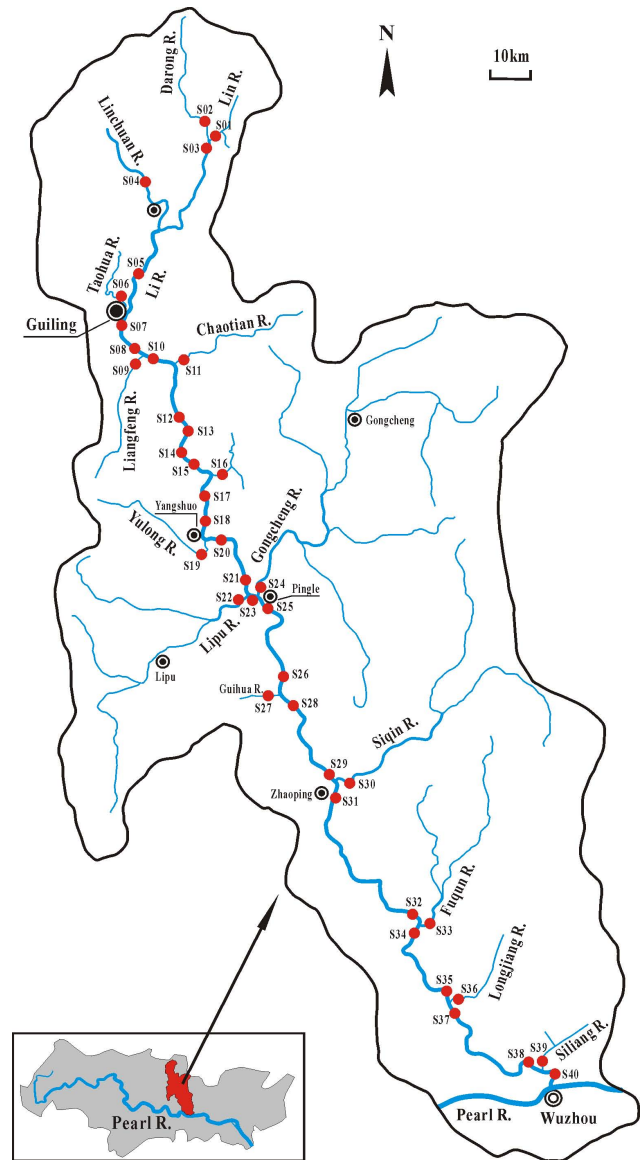 N
10km
Darong R.
Lin R.
S02
S01
S03
Linchuan R.
S04
Taohua R.
S05
S06
Li R.
Guiling
S07
Chaotian R.
S08
S10
S09
S11
Liangfeng R.
S12
S13
Gongcheng
S14
S15
S16
S17
Yangshuo
S18
Gongcheng R.
Yulong R.
S20
S19
S21
S24
Pingle
S22
S23
S25
Lipu R.
Lipu
S26
Guihua R.
S27
S28
Siqin R.
S29
S30
Zhaoping
S31
Fuqun R.
S32
S33
S34
Longjiang R.
S35
S36
S37
Siliang R.
S38
S39
S40
Pearl R.
Wuzhou
Pearl R.